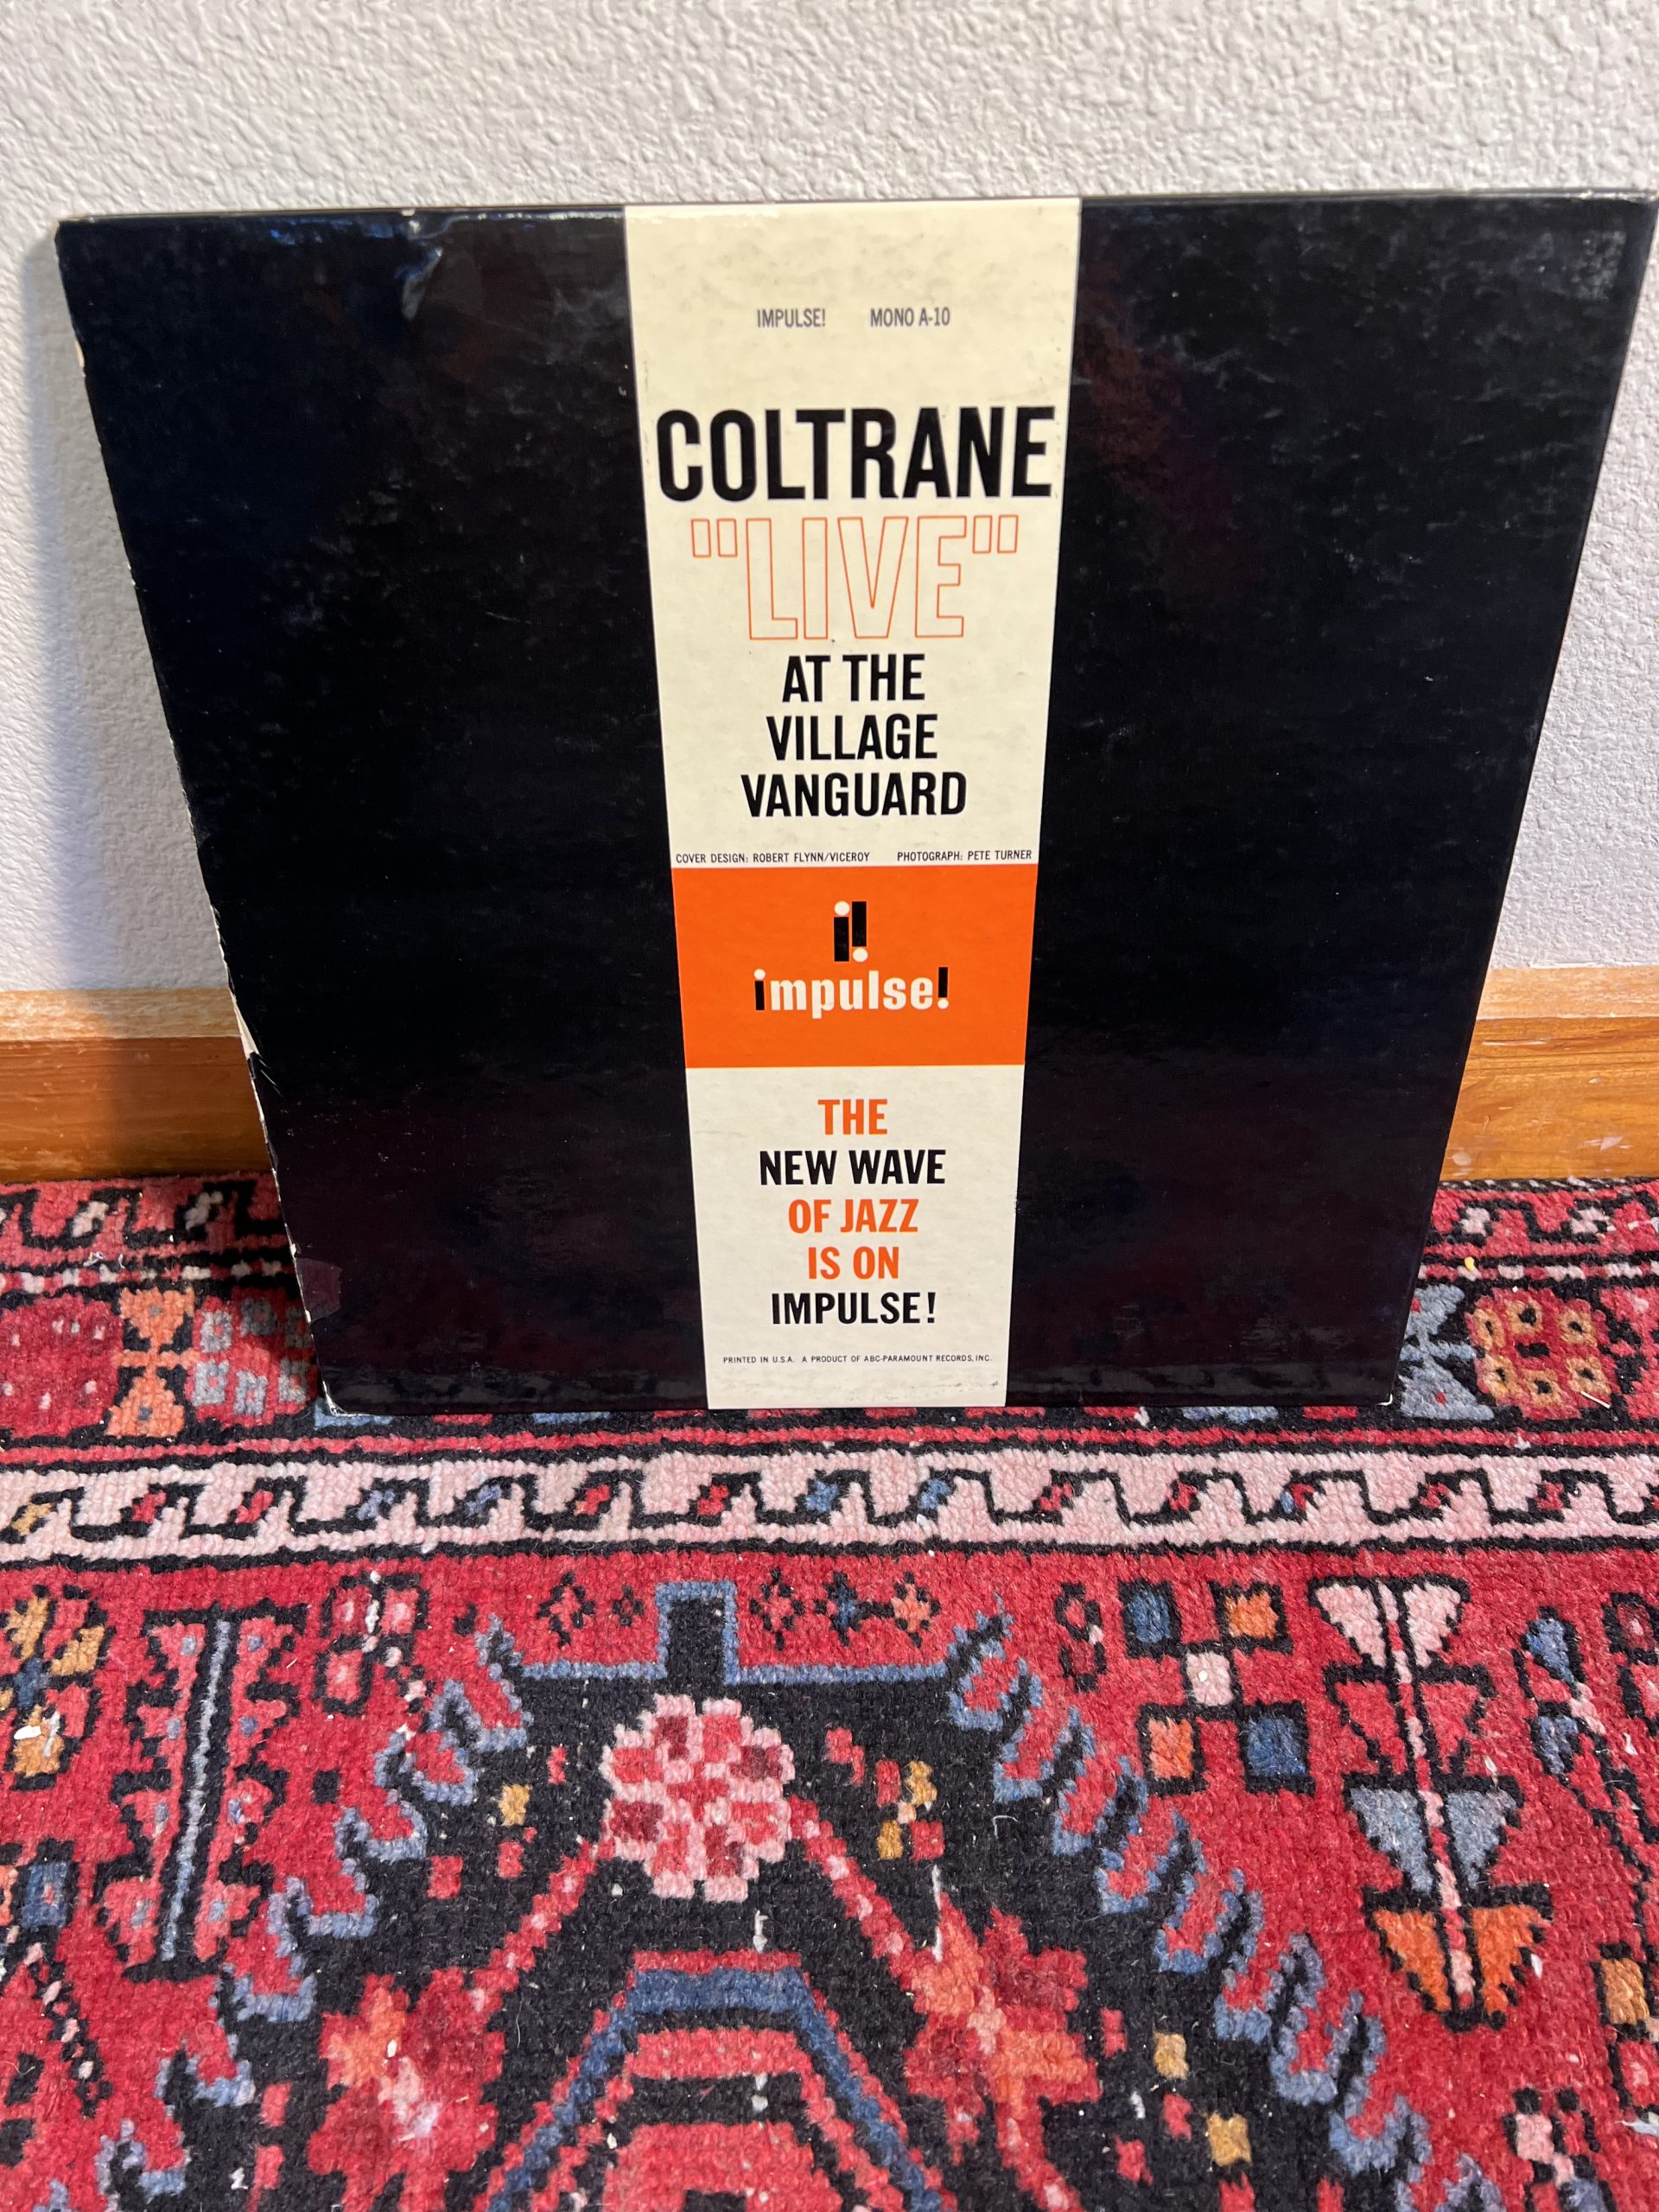 IMPULSE! MONO A-10
COLTRANE
"LIVE"
AT THE
VILLAGE
VANGUARD
COVER DESIGN: ROBERT FLYNN/VICEROY PHOTOGRAPH: PETE TURNER
i!
impulse!
THE
NEW WAVE
OF JAZZ
IS ON
IMPULSE!
PRINTED IN U.S.A. A PRODUCT OF ABC-PARAMOUNT RECORDS, INC.